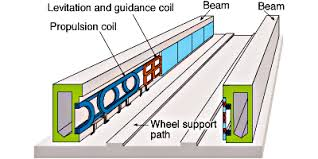 Levitation and guidance coil
Beam
Beam
Propulsion coil
Wheel support
path